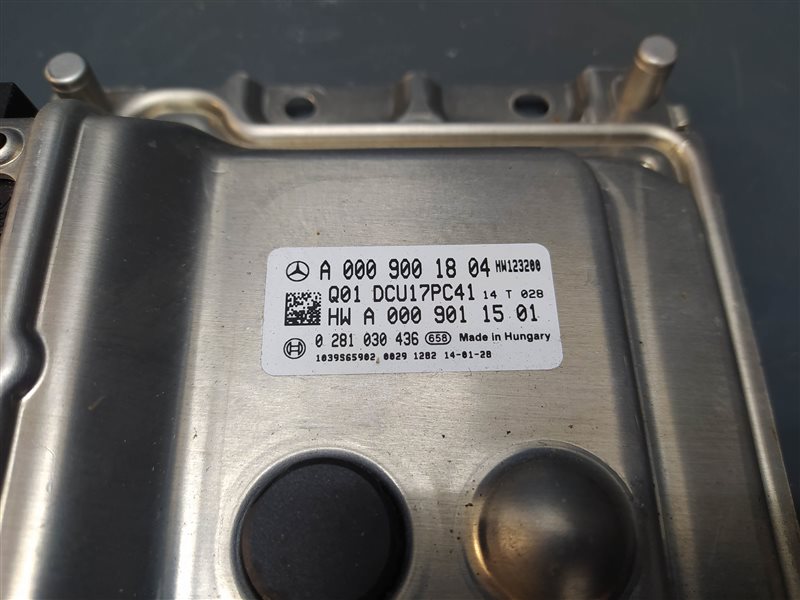 A 000 900 18 04 HW123200
Q01 DCU17PC41 14 T 028
HW A 000 901 15 01
0 281 030 436 658 Made in Hungary
1039S65902 0029 1282 14-01-28